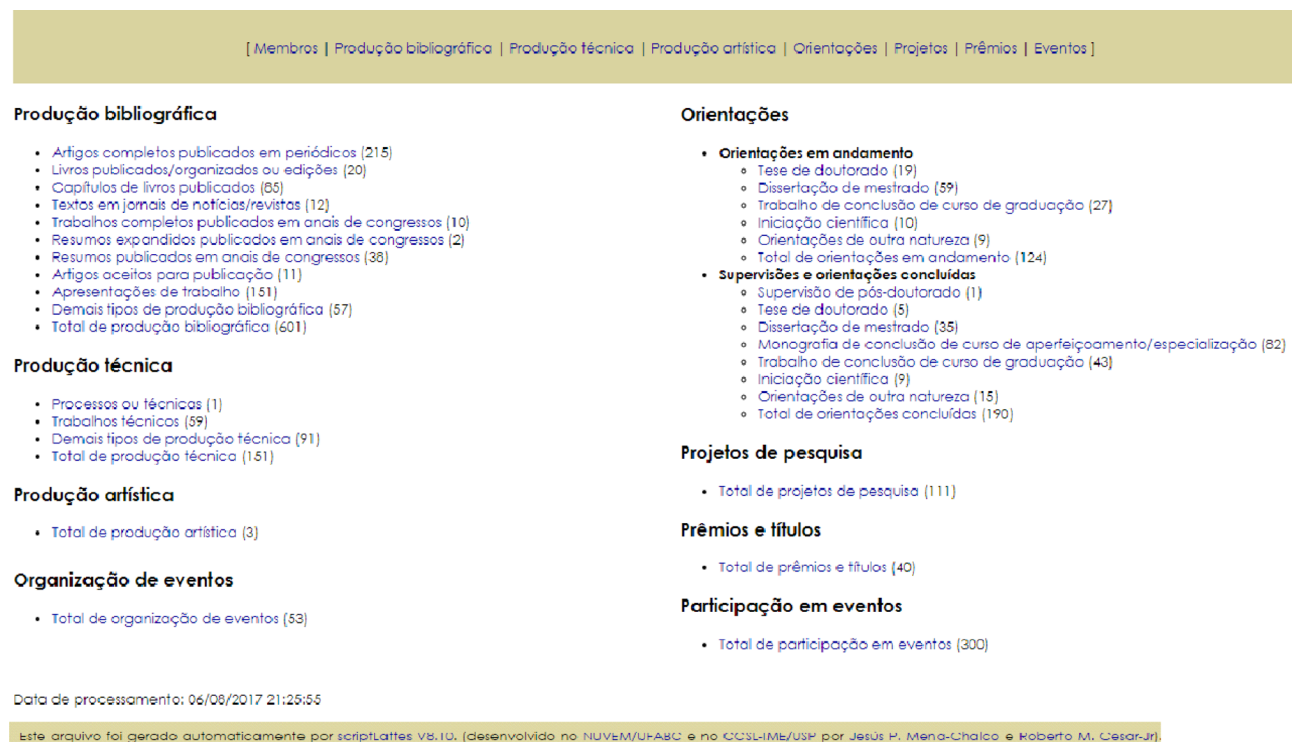 [ Membros | Produção bibliográfica | Produção técnica | Produção artística | Orientações | Projetos | Prêmios | Eventos ]
Produção bibliográfica
• Artigos completos publicados em periódicos (215)
• Livros publicados/organizados ou edições (20)
• Capítulos de livros publicados (85)
• Textos em jornais de notícias/revistas (12)
• Trabalhos completos publicados em anais de congressos (10)
• Resumos expandidos publicados em anais de congressos (2)
• Resumos publicados em anais de congressos (38)
• Artigos aceitos para publicação (11)
• Apresentações de trabalho (151)
• Demais tipos de produção bibliográfica (57)
• Total de produção bibliográfica (601)
Produção técnica
• Processos ou técnicas (1)
• Trabalhos técnicos (59)
• Demais tipos de produção técnica (91)
• Total de produção técnica (151)
Produção artística
• Total de produção artística (3)
Organização de eventos
• Total de organização de eventos (53)
Orientações
• Orientações em andamento
∘ Tese de doutorado (19)
∘ Dissertação de mestrado (59)
∘ Trabalho de conclusão de curso de graduação (27)
∘ Iniciação científica (10)
∘ Orientações de outra natureza (9)
∘ Total de orientações em andamento (124)
• Supervisões e orientações concluídas
∘ Supervisão de pós-doutorado (1)
∘ Tese de doutorado (5)
∘ Dissertação de mestrado (35)
∘ Monografia de conclusão de curso de aperfeiçoamento/especialização (82)
∘ Trabalho de conclusão de curso de graduação (43)
∘ Iniciação científica (9)
∘ Orientações de outra natureza (15)
∘ Total de orientações concluídas (190)
Projetos de pesquisa
• Total de projetos de pesquisa (111)
Prêmios e títulos
• Total de prêmios e títulos (40)
Participação em eventos
• Total de participação em eventos (300)
Data de processamento: 06/08/2017 21:25:55
Este arquivo foi gerado automaticamente por scriptLattes V8.10. (desenvolvido no NUVEM/UFABC e no CCSL-IME/USP por Jesús P. Mena-Chalco e Roberto M. Cesar-Jr).